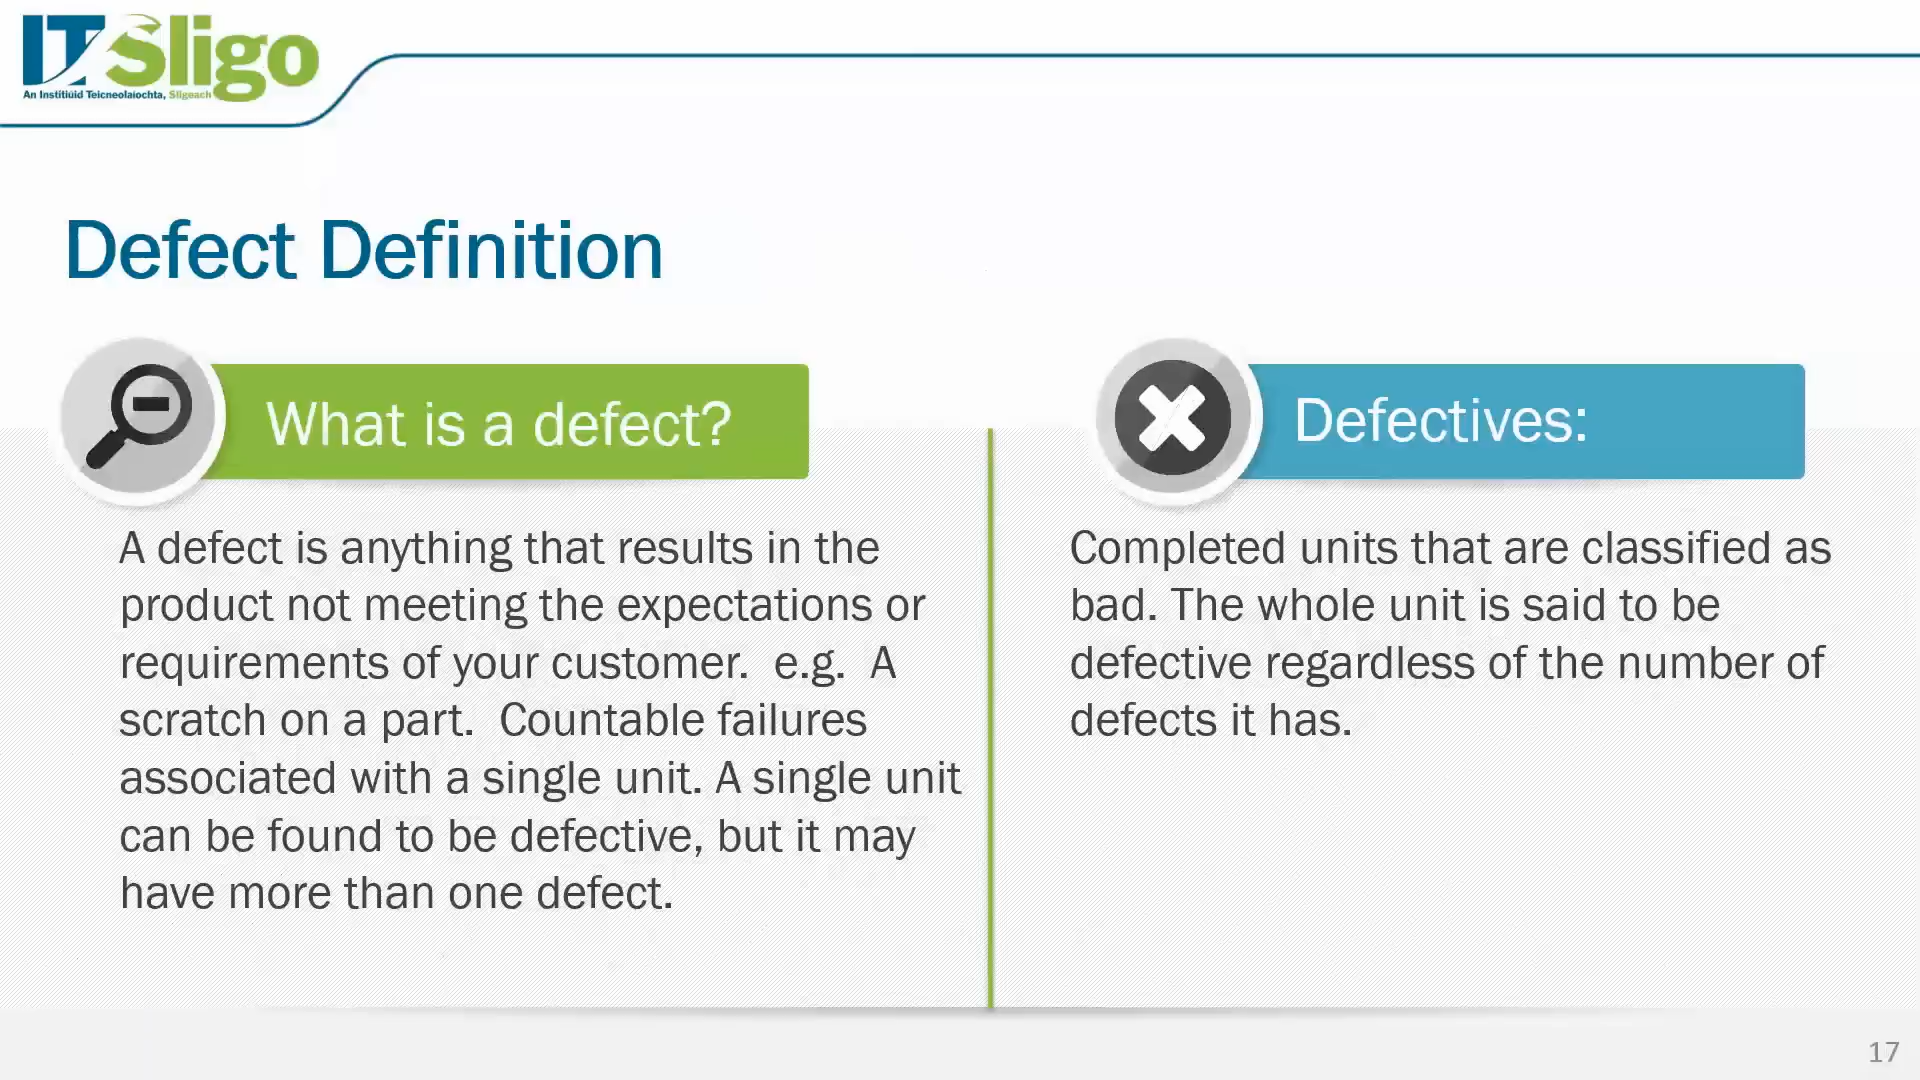 ITSligo
An Institiúid Teicneolaíochta, Sligeach
Defect Definition
What is a defect?
A defect is anything that results in the
product not meeting the expectations or
requirements of your customer.  e.g.  A
scratch on a part.  Countable failures
associated with a single unit. A single unit
can be found to be defective, but it may
have more than one defect.
Defectives:
Completed units that are classified as
bad. The whole unit is said to be
defective regardless of the number of
defects it has.
17